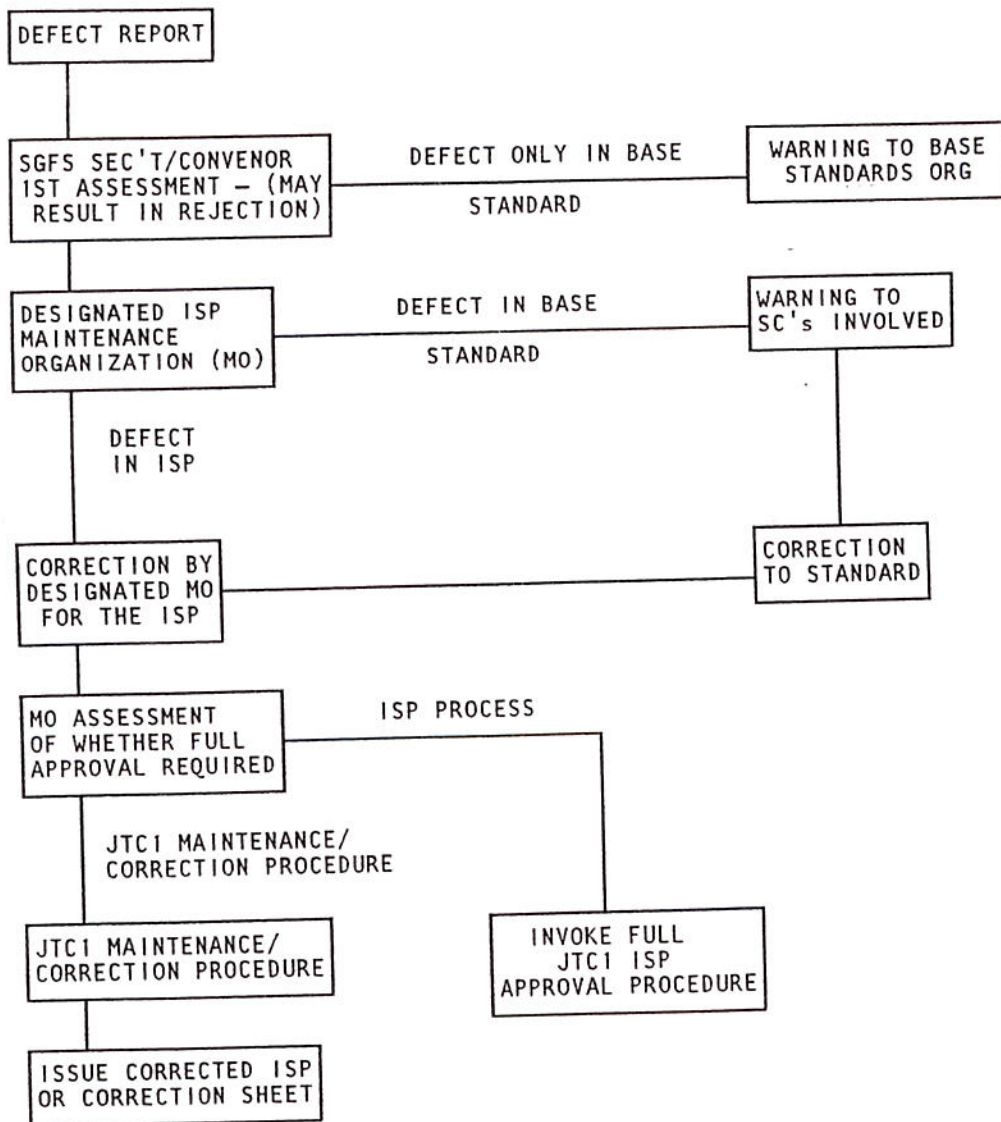 DEFECT REPORT
SGFS SEC'T/CONVENOR
1ST ASSESSMENT – (MAY
RESULT IN REJECTION)
DEFECT ONLY IN BASE
STANDARD
WARNING TO BASE
STANDARDS ORG
DESIGNATED ISP
MAINTENANCE
ORGANIZATION (MO)
DEFECT IN BASE
STANDARD
WARNING TO
SC's INVOLVED
DEFECT
IN ISP
CORRECTION BY
DESIGNATED MO
FOR THE ISP
CORRECTION
TO STANDARD
MO ASSESSMENT
OF WHETHER FULL
APPROVAL REQUIRED
ISP PROCESS
JTC1 MAINTENANCE/
CORRECTION PROCEDURE
JTC1 MAINTENANCE/
CORRECTION PROCEDURE
INVOKE FULL
JTC1 ISP
APPROVAL PROCEDURE
ISSUE CORRECTED ISP
OR CORRECTION SHEET